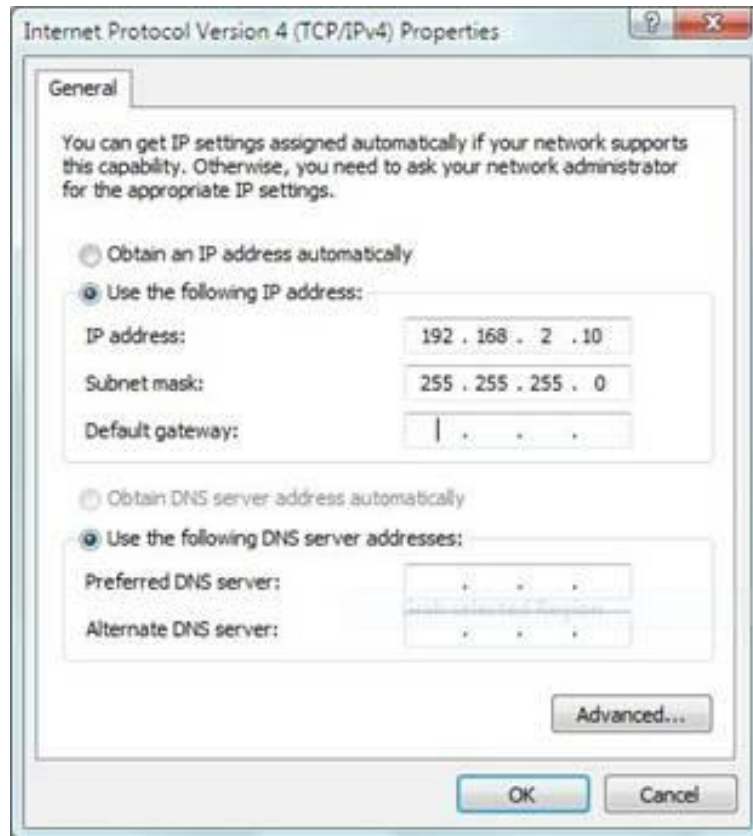 Internet Protocol Version 4 (TCP/IPv4) Properties
General
You can get IP settings assigned automatically if your network supports
this capability. Otherwise, you need to ask your network administrator
for the appropriate IP settings.
Obtain an IP address automatically
Use the following IP address:
IP address: 192 . 168 . 2 . 10
Subnet mask: 255 . 255 . 255 . 0
Default gateway: . . .
Obtain DNS server address automatically
Use the following DNS server addresses:
Preferred DNS server: . . .
selected Region
Alternate DNS server: . . .
Advanced...
OK Cancel